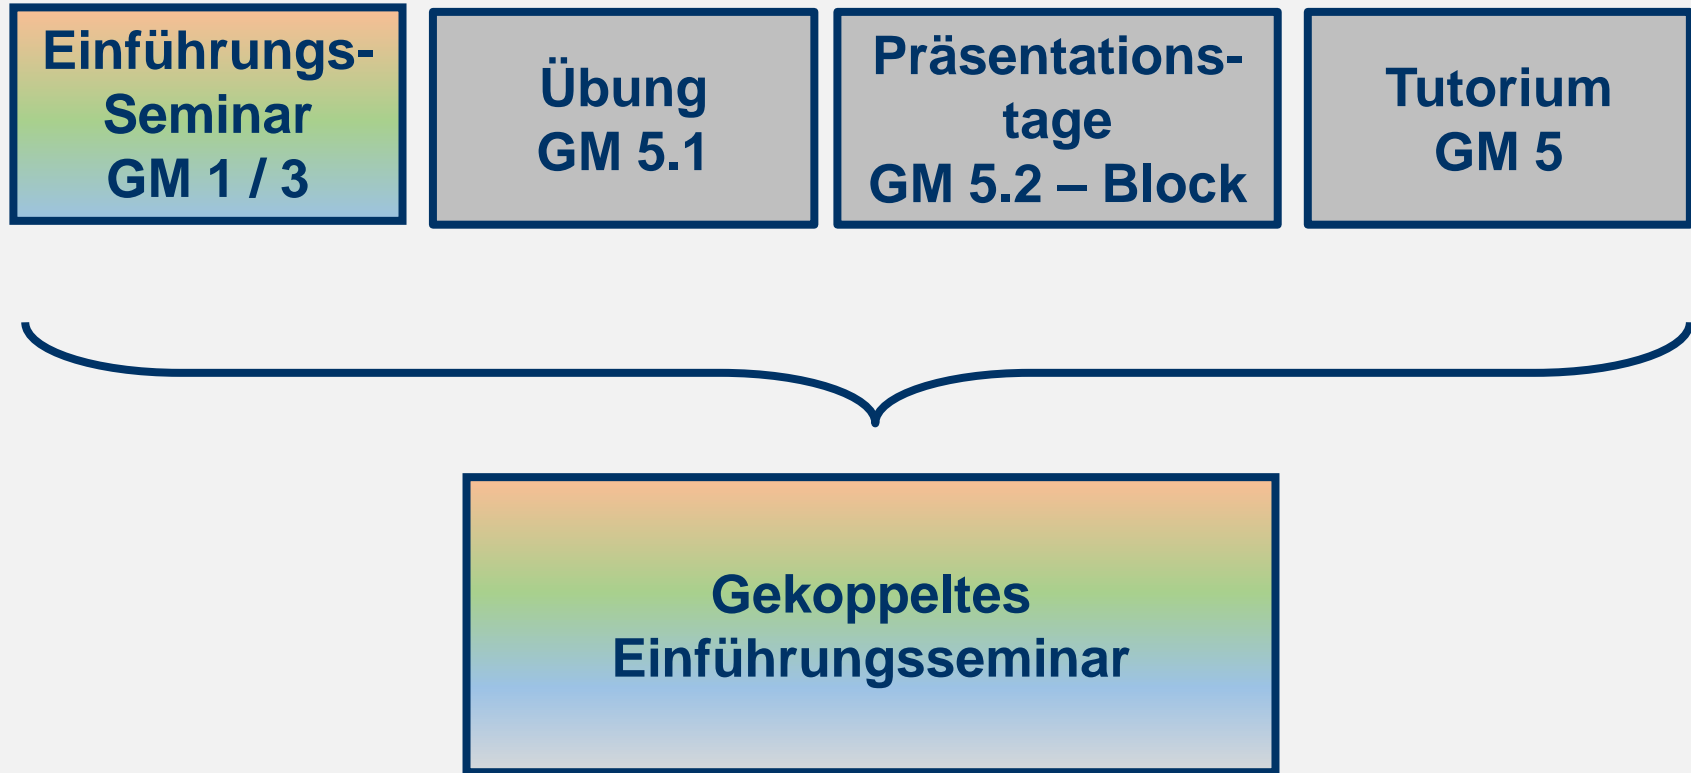 Einführungs-
Seminar
GM 1 / 3
Übung
GM 5.1
Präsentations-
tage
GM 5.2 – Block
Tutorium
GM 5
Gekoppeltes
Einführungsseminar